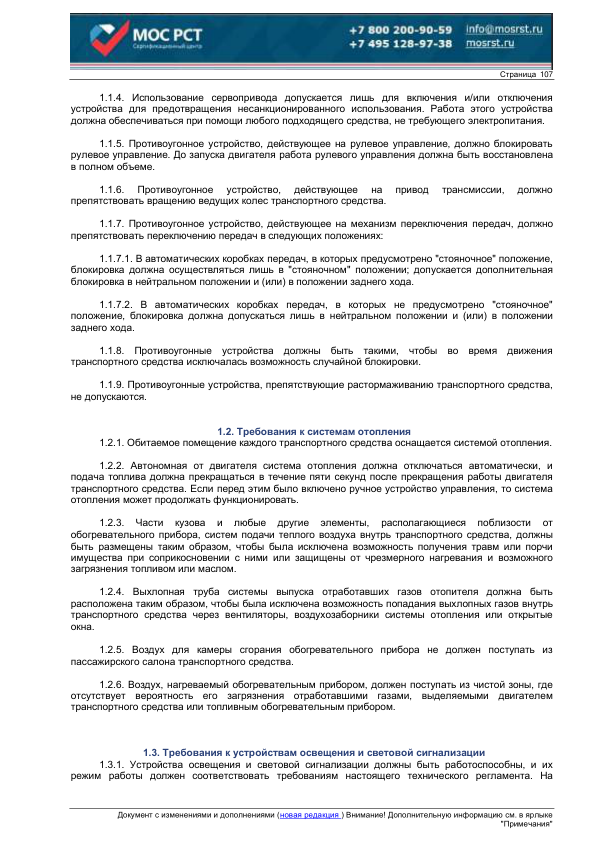 МОС РСТ
Сертификационный центр
+7 800 200-90-59 info@mosrst.ru
+7 495 128-97-38 mosrst.ru
Страница 107
1.1.4. Использование сервопривода допускается лишь для включения и/или отключения
устройства для предотвращения несанкционированного использования. Работа этого устройства
должна обеспечиваться при помощи любого подходящего средства, не требующего электропитания.
1.1.5. Противоугонное устройство, действующее на рулевое управление, должно блокировать
рулевое управление. До запуска двигателя работа рулевого управления должна быть восстановлена
в полном объеме.
1.1.6. Противоугонное устройство, действующее на привод трансмиссии, должно
препятствовать вращению ведущих колес транспортного средства.
1.1.7. Противоугонное устройство, действующее на механизм переключения передач, должно
препятствовать переключению передач в следующих положениях:
1.1.7.1. В автоматических коробках передач, в которых предусмотрено "стояночное" положение,
блокировка должна осуществляться лишь в "стояночном" положении; допускается дополнительная
блокировка в нейтральном положении и (или) в положении заднего хода.
1.1.7.2. В автоматических коробках передач, в которых не предусмотрено "стояночное"
положение, блокировка должна допускаться лишь в нейтральном положении и (или) в положении
заднего хода.
1.1.8. Противоугонные устройства должны быть такими, чтобы во время движения
транспортного средства исключалась возможность случайной блокировки.
1.1.9. Противоугонные устройства, препятствующие растормаживанию транспортного средства,
не допускаются.
1.2. Требования к системам отопления
1.2.1. Обитаемое помещение каждого транспортного средства оснащается системой отопления.
1.2.2. Автономная от двигателя система отопления должна отключаться автоматически, и
подача топлива должна прекращаться в течение пяти секунд после прекращения работы двигателя
транспортного средства. Если перед этим было включено ручное устройство управления, то система
отопления может продолжать функционировать.
1.2.3. Части кузова и любые другие элементы, располагающиеся поблизости от
обогревательного прибора, систем подачи теплого воздуха внутрь транспортного средства, должны
быть размещены таким образом, чтобы была исключена возможность получения травм или порчи
имущества при соприкосновении с ними или защищены от чрезмерного нагревания и возможного
загрязнения топливом или маслом.
1.2.4. Выхлопная труба системы выпуска отработавших газов отопителя должна быть
расположена таким образом, чтобы была исключена возможность попадания выхлопных газов внутрь
транспортного средства через вентиляторы, воздухозаборники системы отопления или открытые
окна.
1.2.5. Воздух для камеры сгорания обогревательного прибора не должен поступать из
пассажирского салона транспортного средства.
1.2.6. Воздух, нагреваемый обогревательным прибором, должен поступать из чистой зоны, где
отсутствует вероятность его загрязнения отработавшими газами, выделяемыми двигателем
транспортного средства или топливным обогревательным прибором.
1.3. Требования к устройствам освещения и световой сигнализации
1.3.1. Устройства освещения и световой сигнализации должны быть работоспособны, и их
режим работы должен соответствовать требованиям настоящего технического регламента. На
Документ с изменениями и дополнениями (новая редакция ) Внимание! Дополнительную информацию см. в ярлыке
"Примечания"